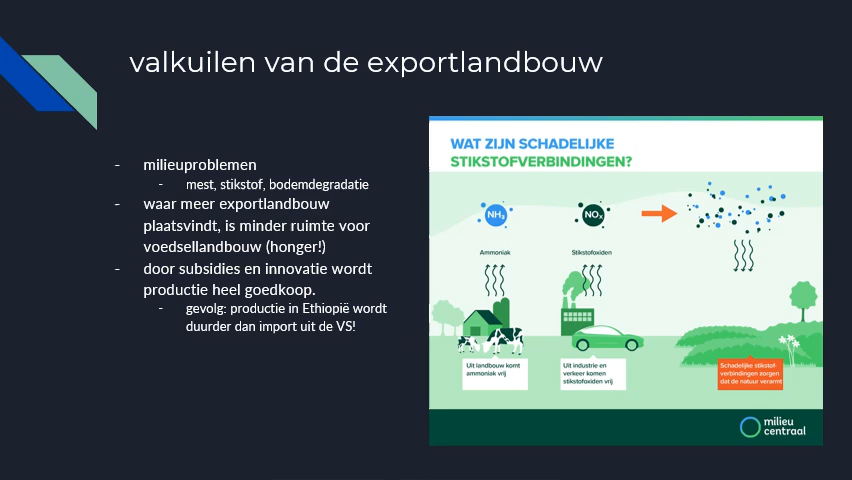 valkuilen van de exportlandbouw
- milieuproblemen
- mest, stikstof, bodemdegradatie
- waar meer exportlandbouw
plaatsvindt, is minder ruimte voor
voedsellandbouw (honger!)
- door subsidies en innovatie wordt
productie heel goedkoop.
- gevolg: productie in Ethiopië wordt
duurder dan import uit de VS!
WAT ZIJN SCHADELIJKE
STIKSTOFVERBINDINGEN?
NH₃
NOₓ
Ammoniak
Stikstofoxiden
Uit landbouw komt
ammoniak vrij
Uit industrie en
verkeer komen
stikstofoxiden vrij
Schadelijke stikstof-
verbindingen zorgen
dat de natuur verarmt
milieu
centraal